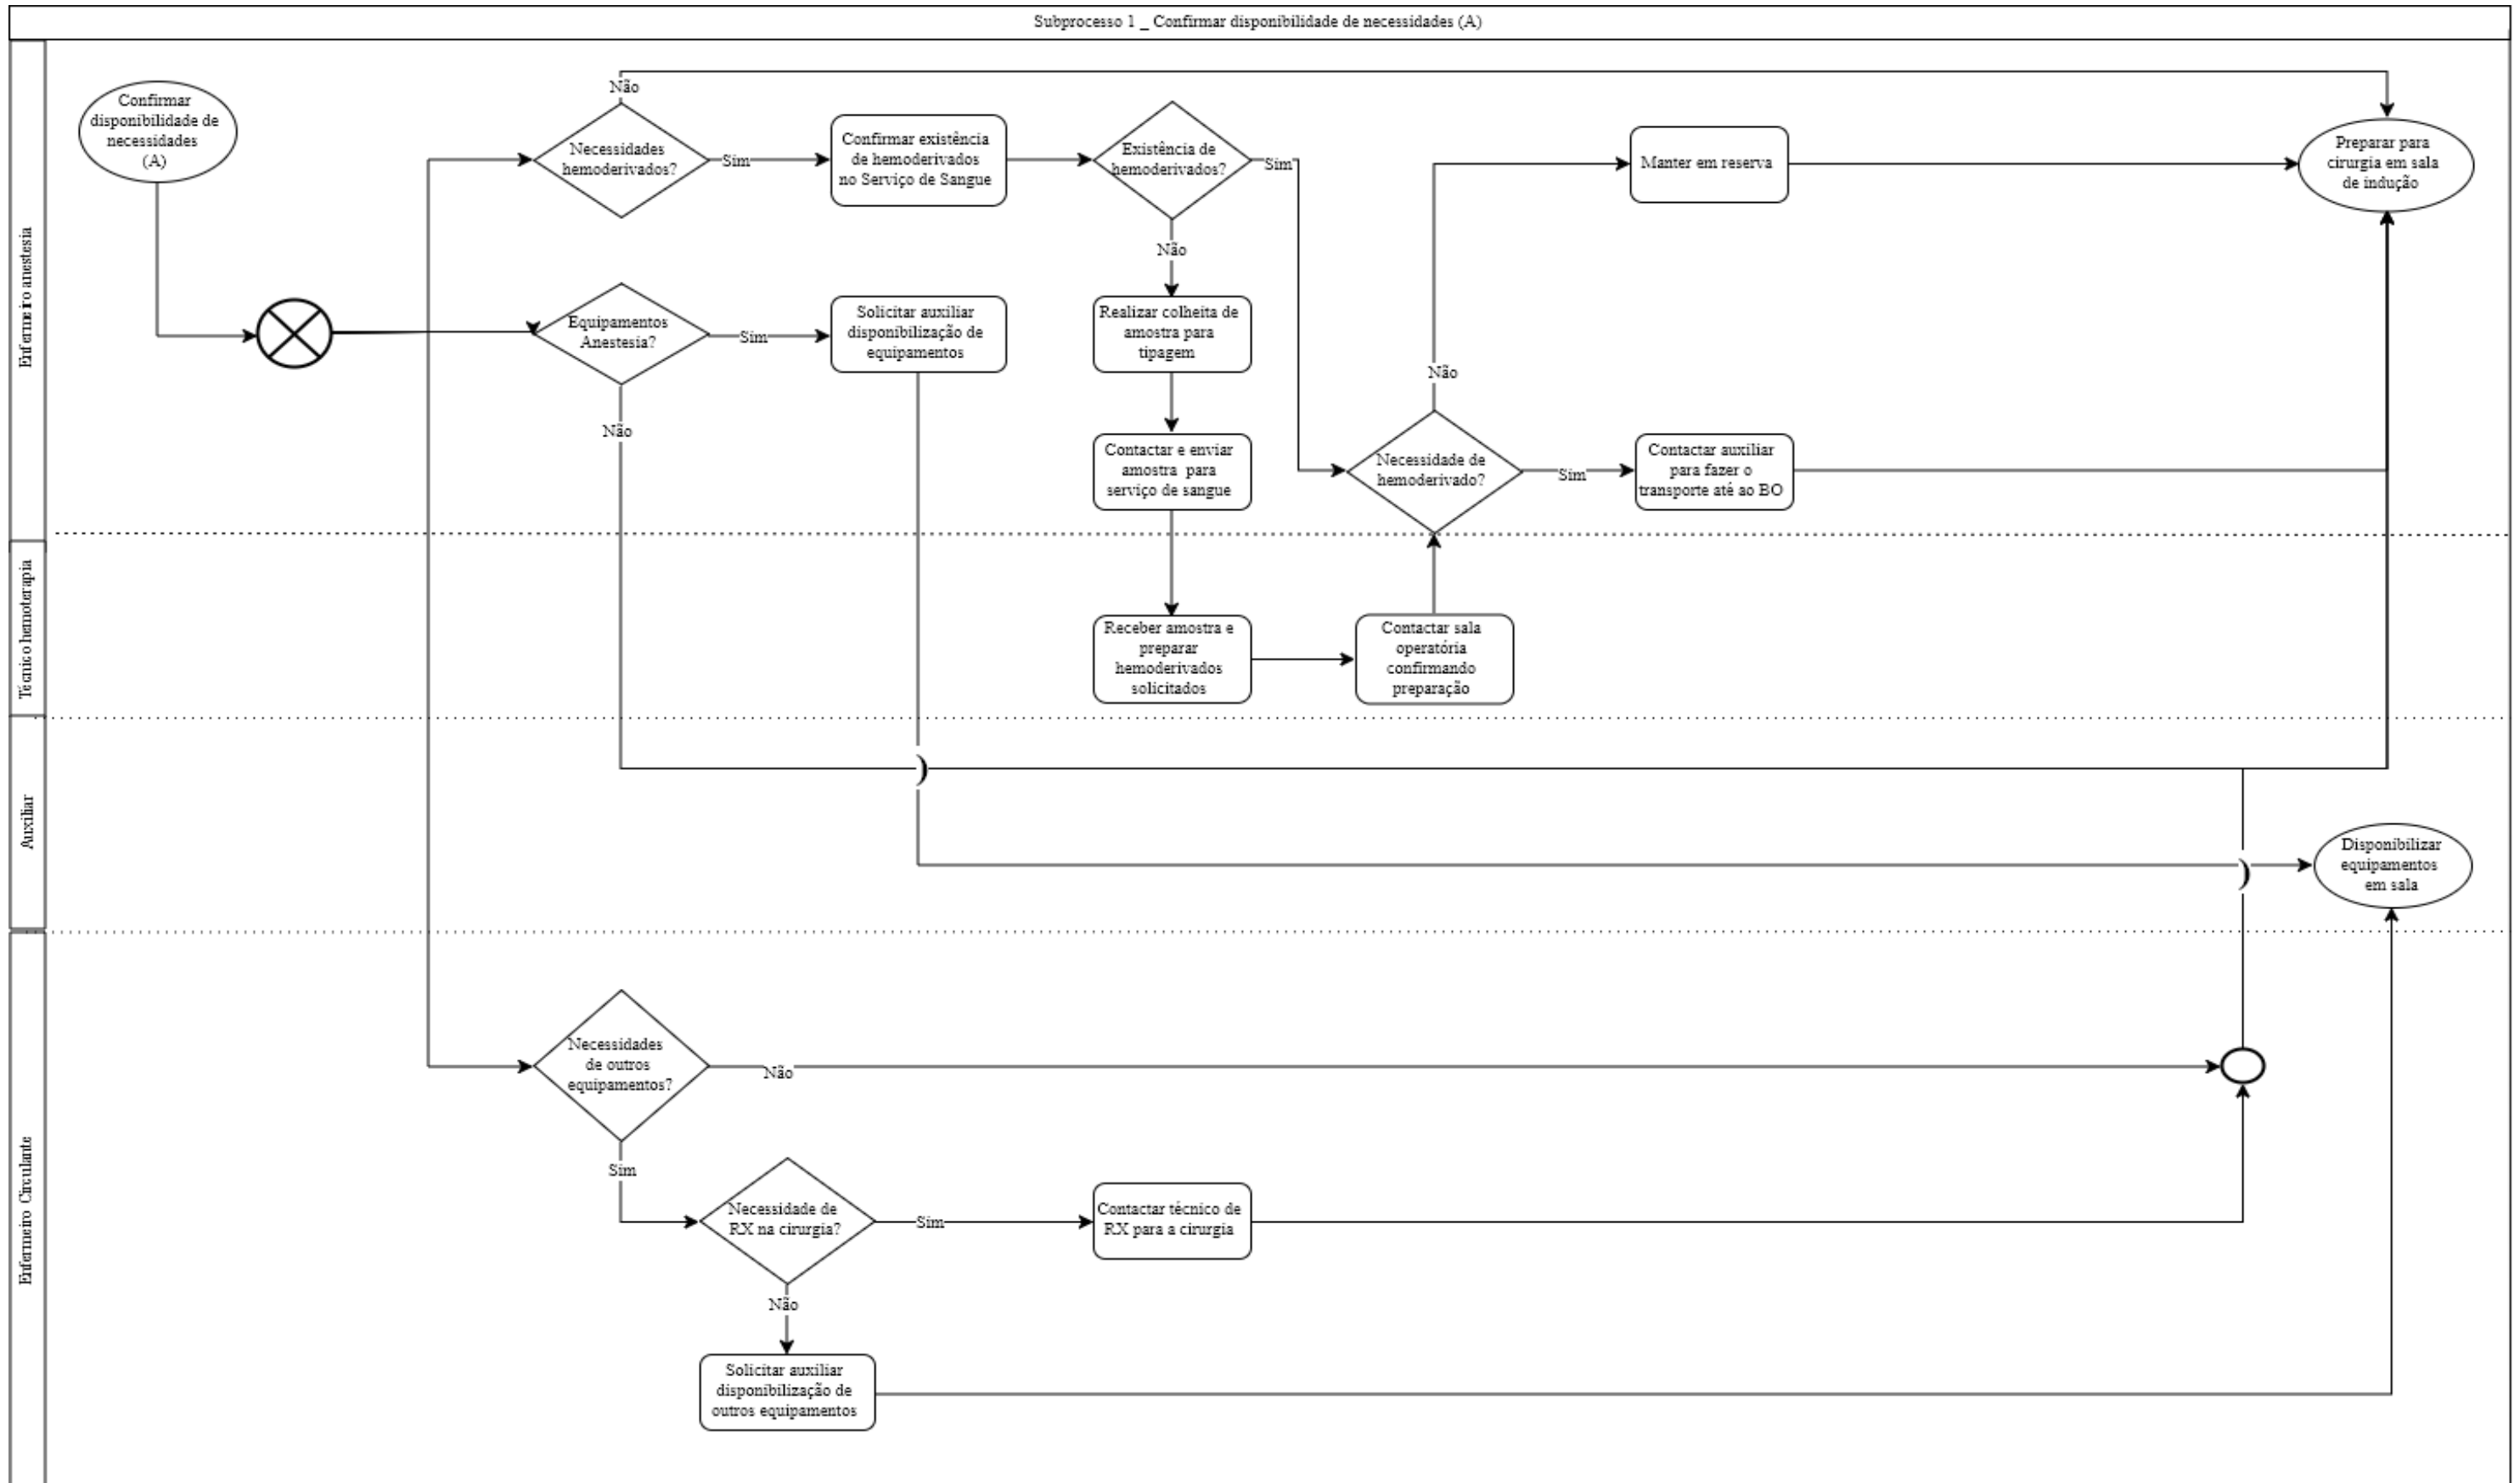 Subprocesso 1 _ Confirmar disponibilidade de necessidades (A)
Enfermeiro anestesia
Confirmar
disponibilidade de
necessidades
(A)
Não
Necessidades
hemoderivados?
Sim
Confirmar existência
de hemoderivados
no Serviço de Sangue
Existência de
hemoderivados?
Sim
Não
Manter em reserva
Preparar para
cirurgia em sala
de indução
Equipamentos
Anestesia?
Sim
Não
Solicitar auxiliar
disponibilização de
equipamentos
Realizar colheita de
amostra para
tipagem
Contactar e enviar
amostra para
serviço de sangue
Não
Necessidade de
hemoderivado?
Sim
Contactar auxiliar
para fazer o
transporte até ao BO
Técnico hemoterapia
Receber amostra e
preparar
hemoderivados
solicitados
Contactar sala
operatória
confirmando
preparação
Auxiliar
)
)
Disponibilizar
equipamentos
em sala
Enfermeiro Circulante
Necessidades
de outros
equipamentos?
Não
Sim
Necessidade de
RX na cirurgia?
Sim
Contactar técnico de
RX para a cirurgia
Não
Solicitar auxiliar
disponibilização de
outros equipamentos